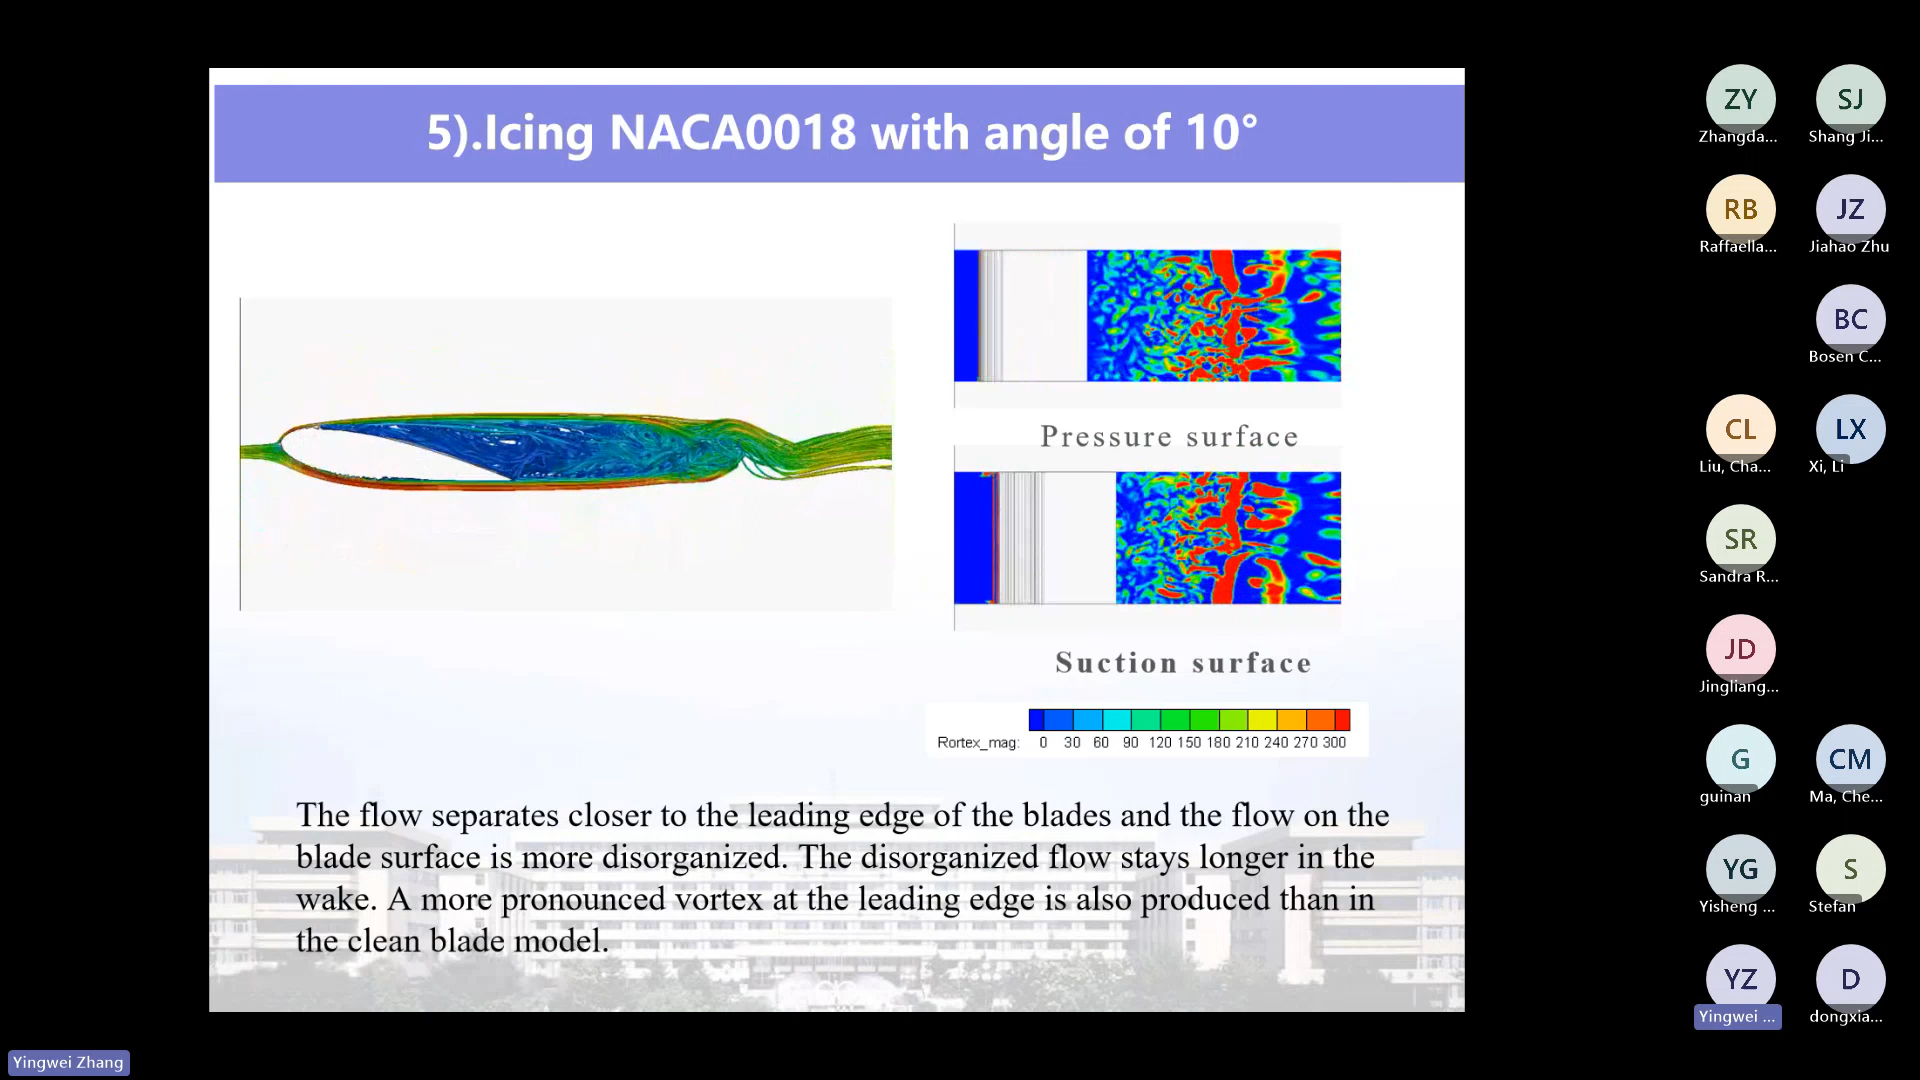 5).Icing NACA0018 with angle of 10°
Pressure surface
Suction surface
Rortex_mag: 0 30 60 90 120 150 180 210 240 270 300
The flow separates closer to the leading edge of the blades and the flow on the
blade surface is more disorganized. The disorganized flow stays longer in the
wake. A more pronounced vortex at the leading edge is also produced than in
the clean blade model.
ZY SJ
Zhangda... Shang Ji...
RB JZ
Raffaella... Jiahao Zhu
BC
Bosen C...
CL LX
Liu, Cha... Xi, Li
SR
Sandra R...
JD
Jingliang...
G CM
guinan Ma, Che...
YG S
Yisheng ... Stefan
YZ D
Yingwei ... dongxia...
Yingwei Zhang